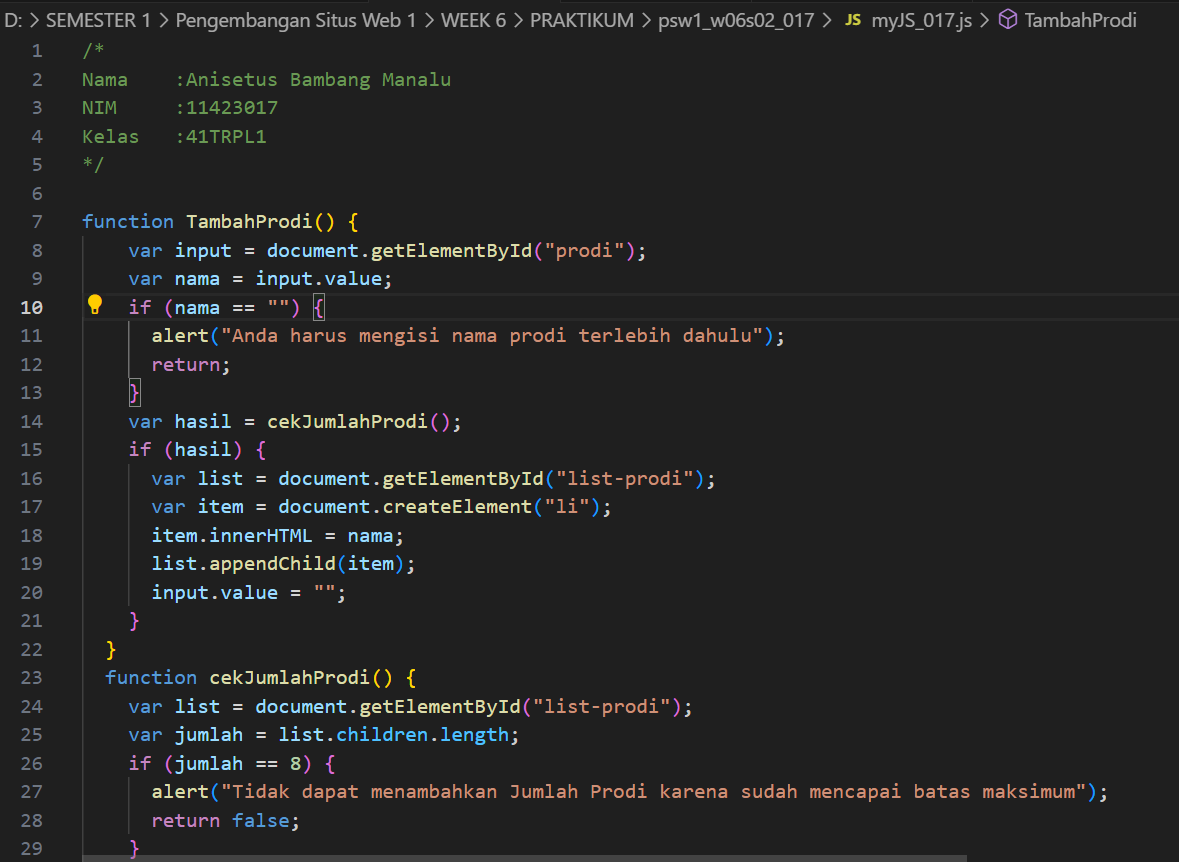 D: > SEMESTER 1 > Pengembangan Situs Web 1 > WEEK 6 > PRAKTIKUM > psw1_w06s02_017 > JS myJS_017.js > TambahProdi
1 /*
2 Nama    :Anisetus Bambang Manalu
3 NIM     :11423017
4 Kelas   :41TRPL1
5 */
6
7 function TambahProdi() {
8     var input = document.getElementById("prodi");
9     var nama = input.value;
10     if (nama == "") {
11       alert("Anda harus mengisi nama prodi terlebih dahulu");
12       return;
13     }
14     var hasil = cekJumlahProdi();
15     if (hasil) {
16       var list = document.getElementById("list-prodi");
17       var item = document.createElement("li");
18       item.innerHTML = nama;
19       list.appendChild(item);
20       input.value = "";
21     }
22   }
23   function cekJumlahProdi() {
24     var list = document.getElementById("list-prodi");
25     var jumlah = list.children.length;
26     if (jumlah == 8) {
27       alert("Tidak dapat menambahkan Jumlah Prodi karena sudah mencapai batas maksimum");
28       return false;
29     }